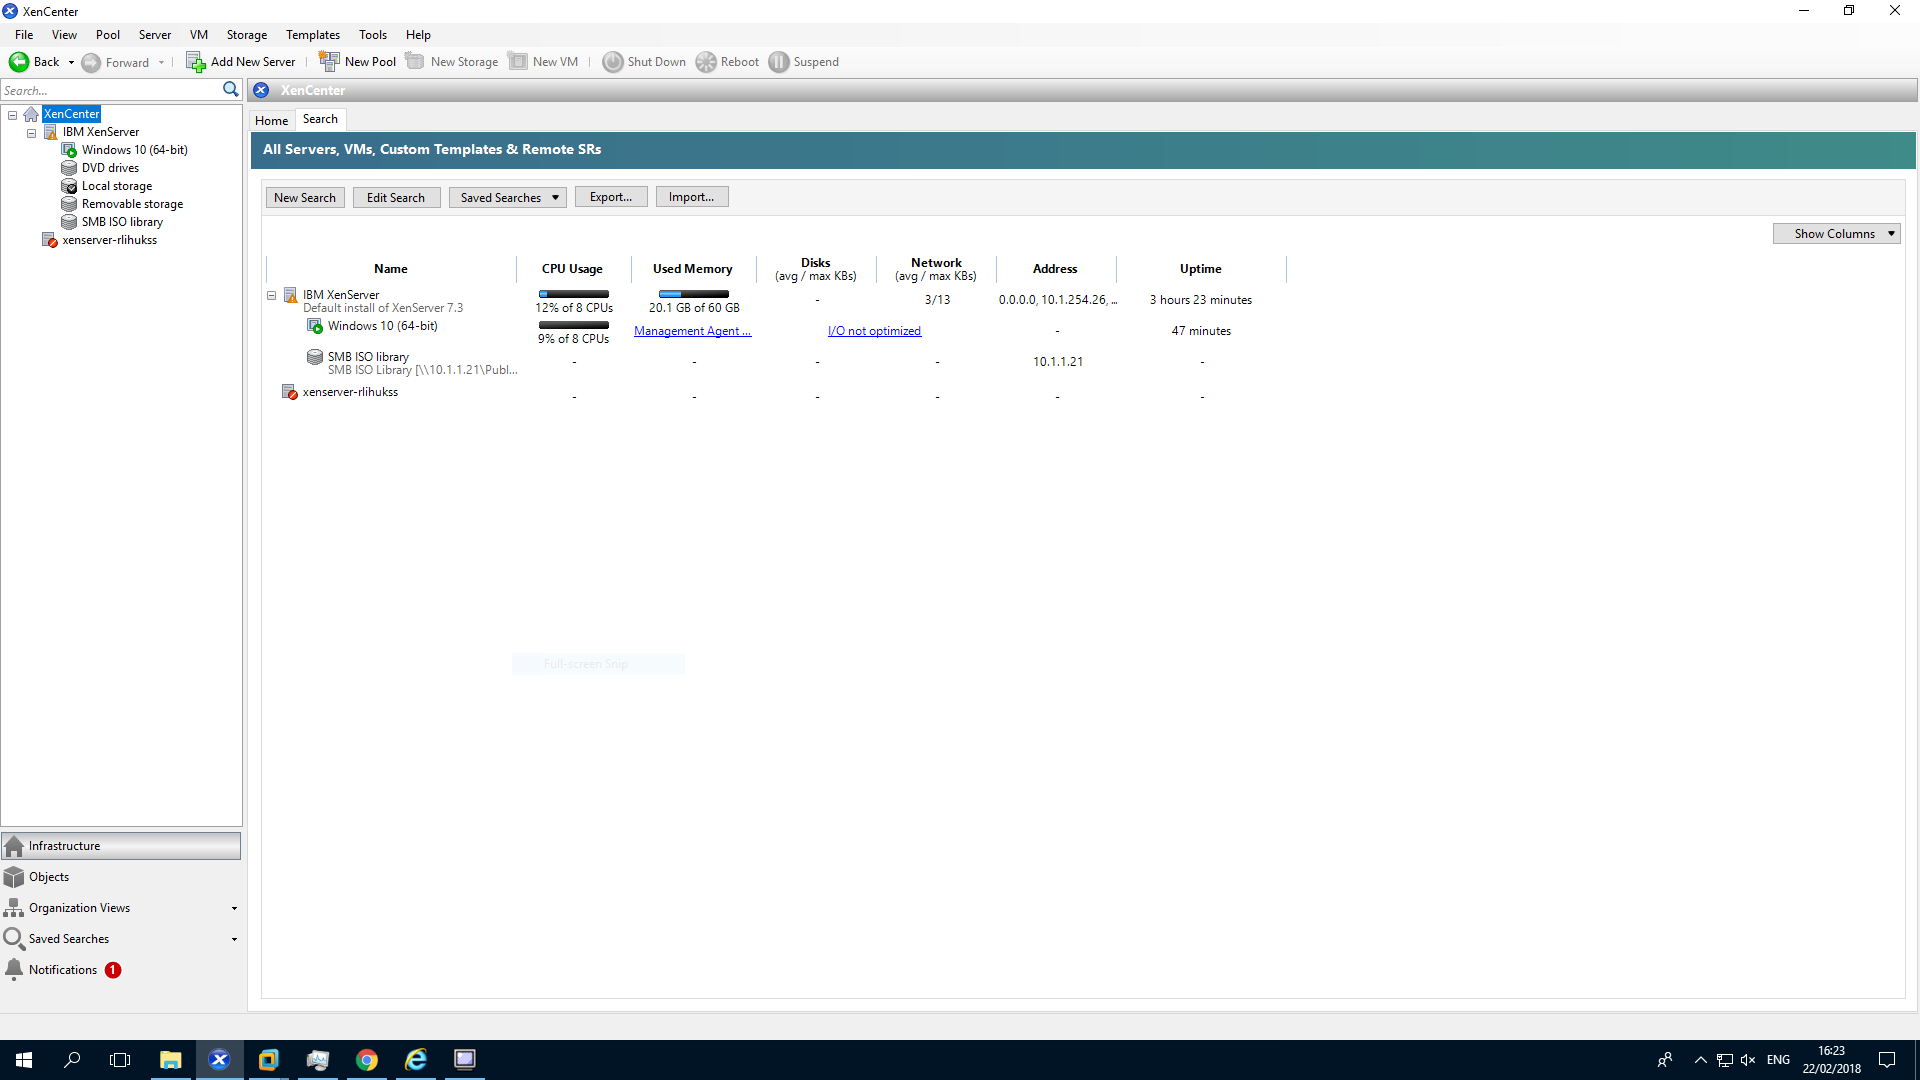 XenCenter
File View Pool Server VM Storage Templates Tools Help
Back Forward Add New Server New Pool New Storage New VM Shut Down Reboot Suspend
Search...
XenCenter
IBM XenServer
Windows 10 (64-bit)
DVD drives
Local storage
Removable storage
SMB ISO library
xenserver-rlihukss
Infrastructure
Objects
Organization Views
Saved Searches
Notifications 1
XenCenter
Home Search
All Servers, VMs, Custom Templates & Remote SRs
New Search Edit Search Saved Searches Export... Import...
Show Columns
Name CPU Usage Used Memory Disks Network Address Uptime
(avg / max KBs) (avg / max KBs)
IBM XenServer
Default install of XenServer 7.3
12% of 8 CPUs 20.1 GB of 60 GB - 3/13 0.0.0.0, 10.1.254.26, ... 3 hours 23 minutes
Windows 10 (64-bit)
9% of 8 CPUs Management Agent ... I/O not optimized - 47 minutes
SMB ISO library
SMB ISO Library [\\10.1.1.21\Publ...
- - - - 10.1.1.21 -
xenserver-rlihukss - - - - - -
Full-screen Snip
ENG
16:23
22/02/2018